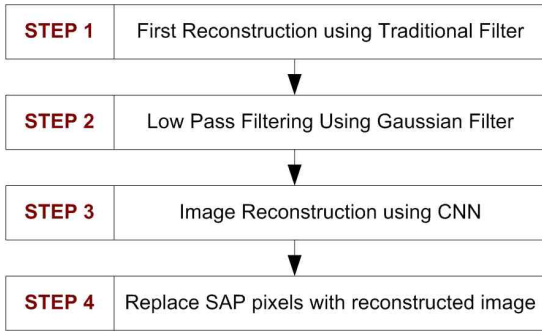 STEP 1 First Reconstruction using Traditional Filter
STEP 2 Low Pass Filtering Using Gaussian Filter
STEP 3 Image Reconstruction using CNN
STEP 4 Replace SAP pixels with reconstructed image